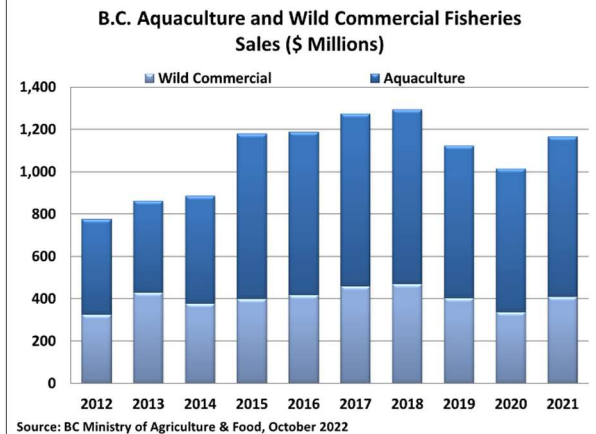 B.C. Aquaculture and Wild Commercial Fisheries
Sales ($ Millions)
Wild Commercial Aquaculture
1,400
1,200
1,000
800
600
400
200
0
2012 2013 2014 2015 2016 2017 2018 2019 2020 2021
Source: BC Ministry of Agriculture & Food, October 2022